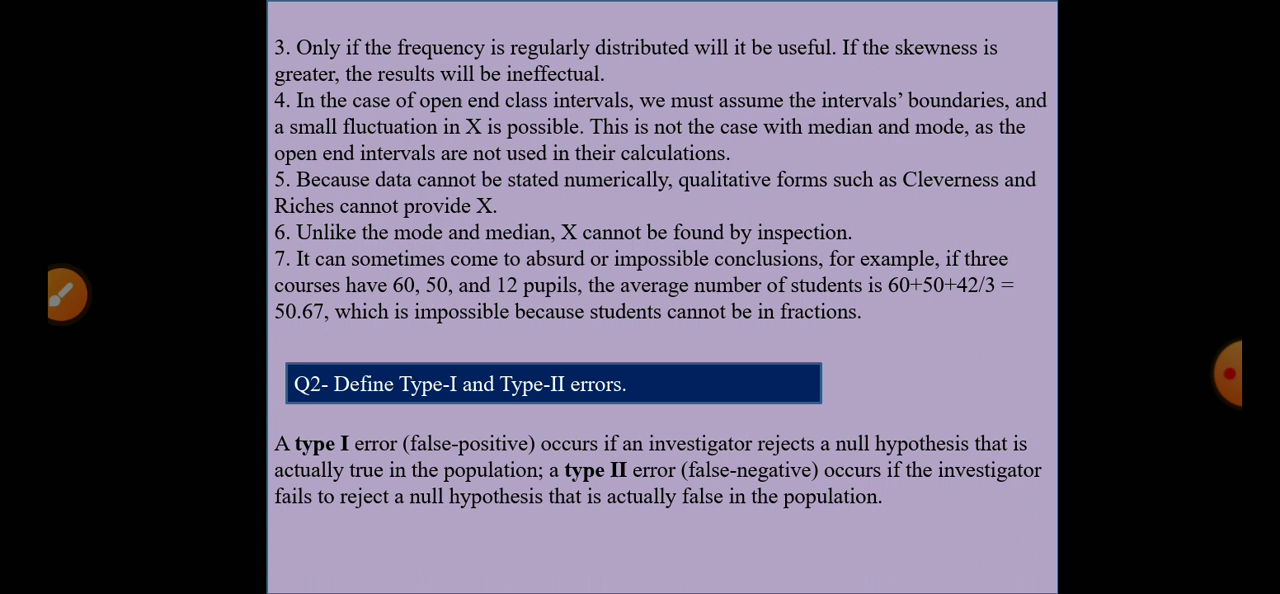 3. Only if the frequency is regularly distributed will it be useful. If the skewness is
greater, the results will be ineffectual.
4. In the case of open end class intervals, we must assume the intervals’ boundaries, and
a small fluctuation in X is possible. This is not the case with median and mode, as the
open end intervals are not used in their calculations.
5. Because data cannot be stated numerically, qualitative forms such as Cleverness and
Riches cannot provide X.
6. Unlike the mode and median, X cannot be found by inspection.
7. It can sometimes come to absurd or impossible conclusions, for example, if three
courses have 60, 50, and 12 pupils, the average number of students is 60+50+42/3 =
50.67, which is impossible because students cannot be in fractions.
Q2- Define Type-I and Type-II errors.
A type I error (false-positive) occurs if an investigator rejects a null hypothesis that is
actually true in the population; a type II error (false-negative) occurs if the investigator
fails to reject a null hypothesis that is actually false in the population.